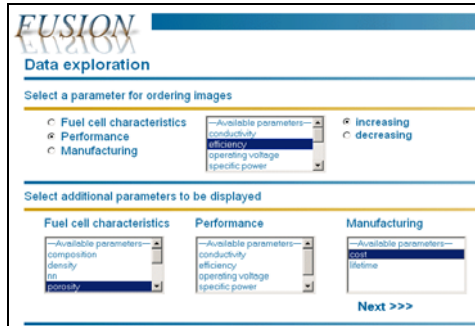 FUSION
Data exploration
Select a parameter for ordering images
Fuel cell characteristics
Performance
Manufacturing
---Available parameters---
conductivity
efficiency
operating voltage
specific power
increasing
decreasing
Select additional parameters to be displayed
Fuel cell characteristics
---Available parameters---
composition
density
nn
porosity
Performance
---Available parameters---
conductivity
efficiency
operating voltage
specific power
Manufacturing
---Available parameters---
cost
lifetime
Next >>>